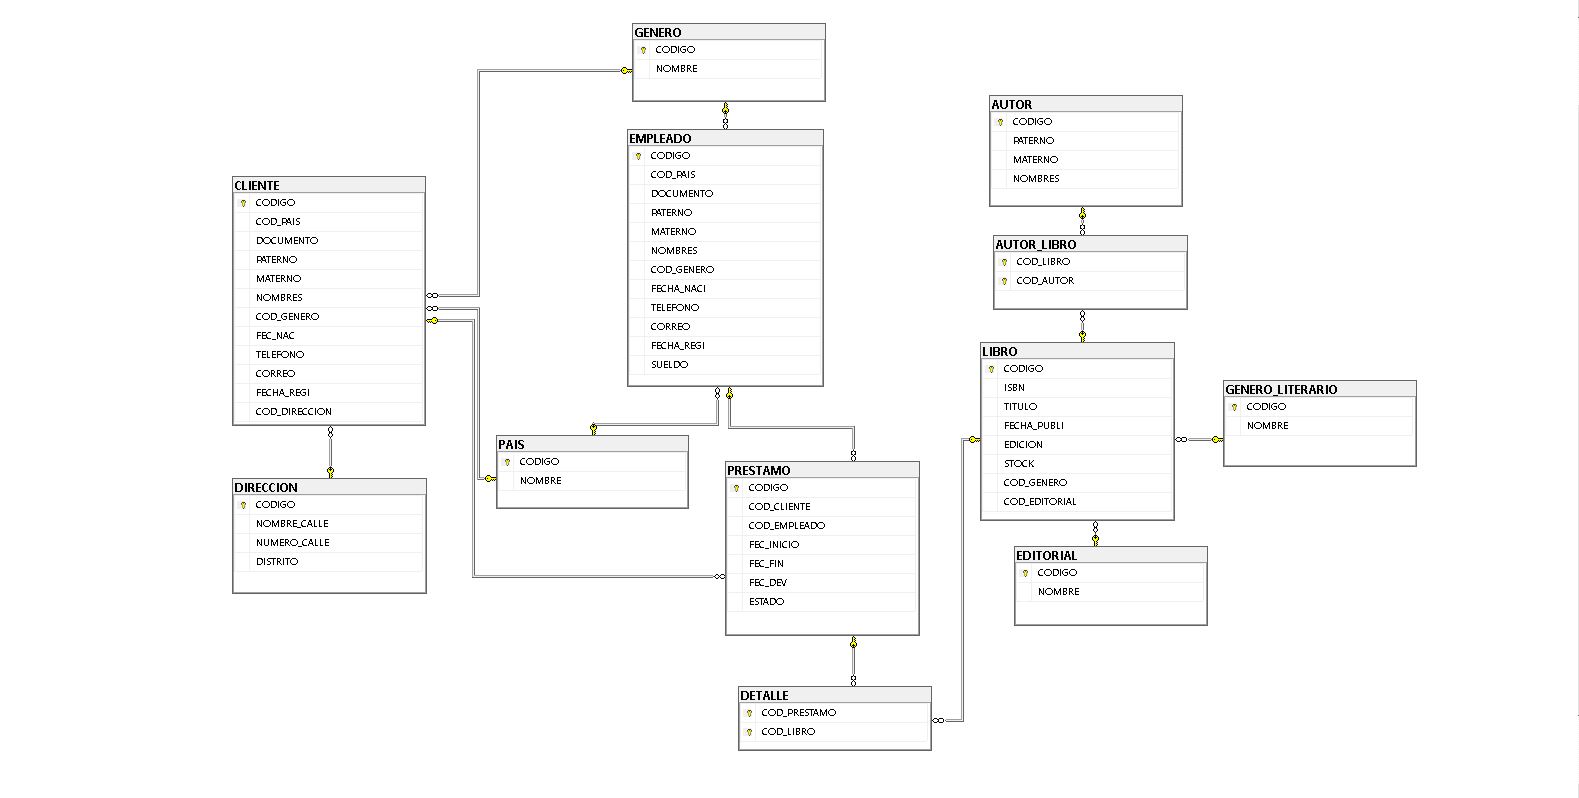 GENERO
CODIGO
NOMBRE
EMPLEADO
CODIGO
COD_PAIS
DOCUMENTO
PATERNO
MATERNO
NOMBRES
COD_GENERO
FECHA_NACI
TELEFONO
CORREO
FECHA_REGI
SUELDO
CLIENTE
CODIGO
COD_PAIS
DOCUMENTO
PATERNO
MATERNO
NOMBRES
COD_GENERO
FEC_NAC
TELEFONO
CORREO
FECHA_REGI
COD_DIRECCION
DIRECCION
CODIGO
NOMBRE_CALLE
NUMERO_CALLE
DISTRITO
PAIS
CODIGO
NOMBRE
PRESTAMO
CODIGO
COD_CLIENTE
COD_EMPLEADO
FEC_INICIO
FEC_FIN
FEC_DEV
ESTADO
DETALLE
COD_PRESTAMO
COD_LIBRO
AUTOR
CODIGO
PATERNO
MATERNO
NOMBRES
AUTOR_LIBRO
COD_LIBRO
COD_AUTOR
LIBRO
CODIGO
ISBN
TITULO
FECHA_PUBLI
EDICION
STOCK
COD_GENERO
COD_EDITORIAL
GENERO_LITERARIO
CODIGO
NOMBRE
EDITORIAL
CODIGO
NOMBRE